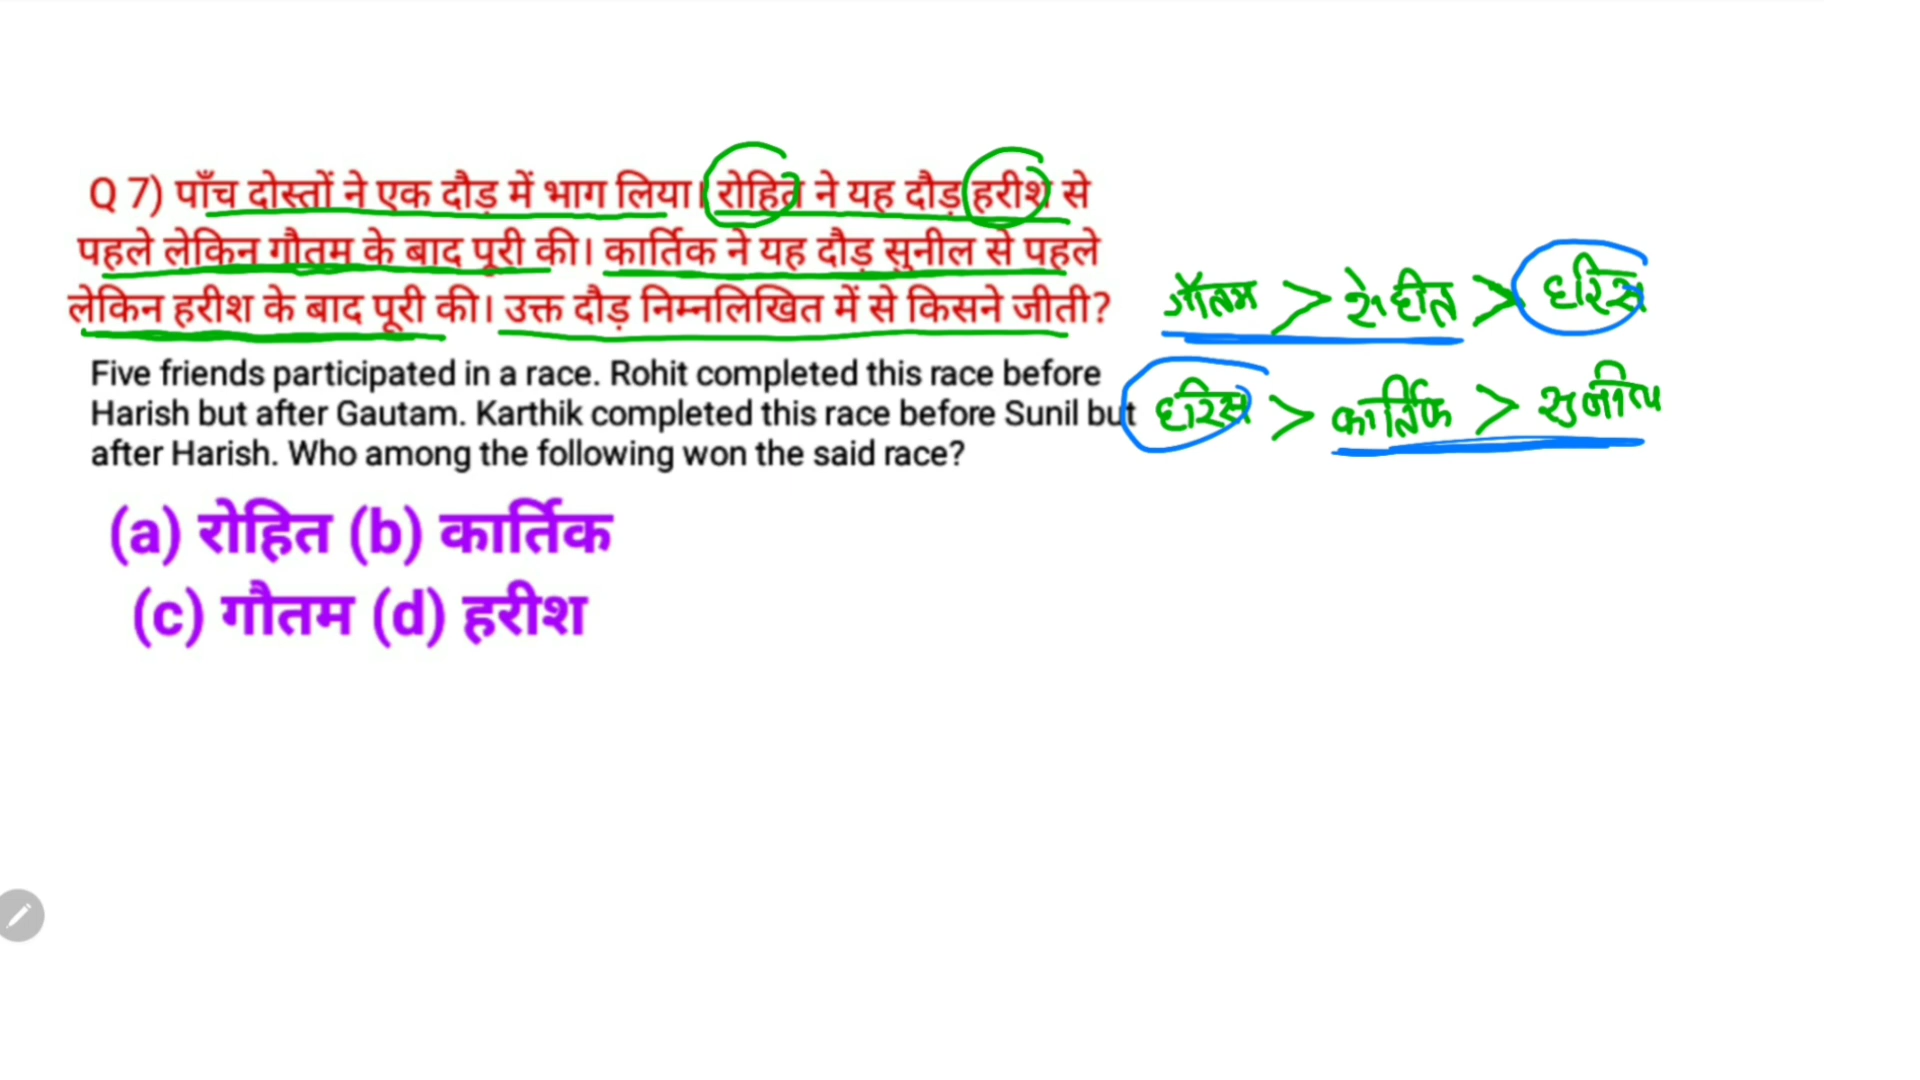 Q 7) पाँच दोस्तों ने एक दौड़ में भाग लिया। रोहित ने यह दौड़ हरीश से
पहले लेकिन गौतम के बाद पूरी की। कार्तिक ने यह दौड़ सुनील से पहले
लेकिन हरीश के बाद पूरी की। उक्त दौड़ निम्नलिखित में से किसने जीती?
Five friends participated in a race. Rohit completed this race before
Harish but after Gautam. Karthik completed this race before Sunil but
after Harish. Who among the following won the said race?
(a) रोहित (b) कार्तिक
(c) गौतम (d) हरीश
गौतम > रोहीत > हरिस
हरिस > कार्तिक >